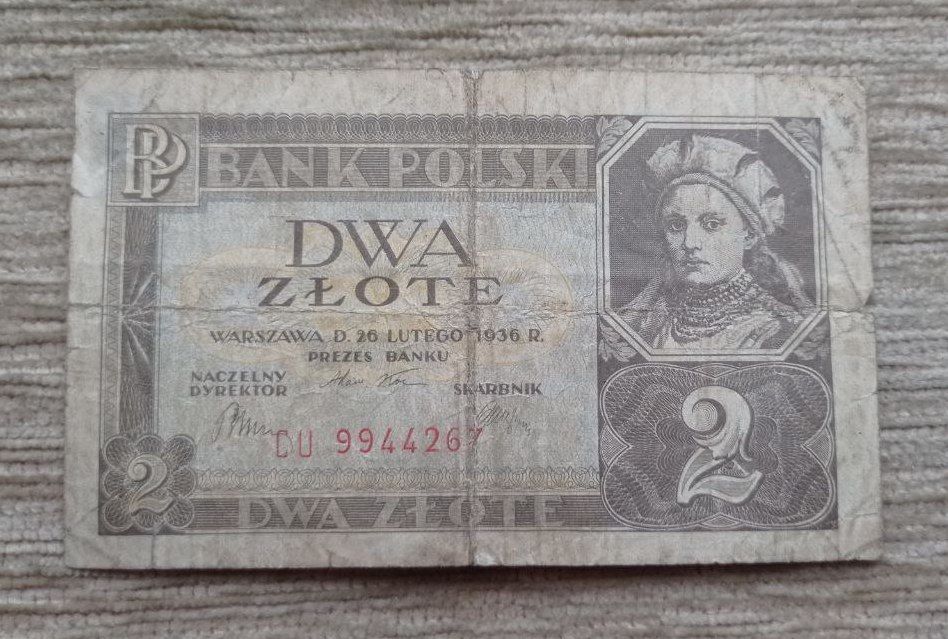 BP BANK POLSKI
DWA
ZŁOTE
WARSZAWA D. 26 LUTEGO 1936 R.
PREZES BANKU
NACZELNY
DYREKTOR
SKARBNIK
CU 9944267
2
DWA ZŁOTE
2